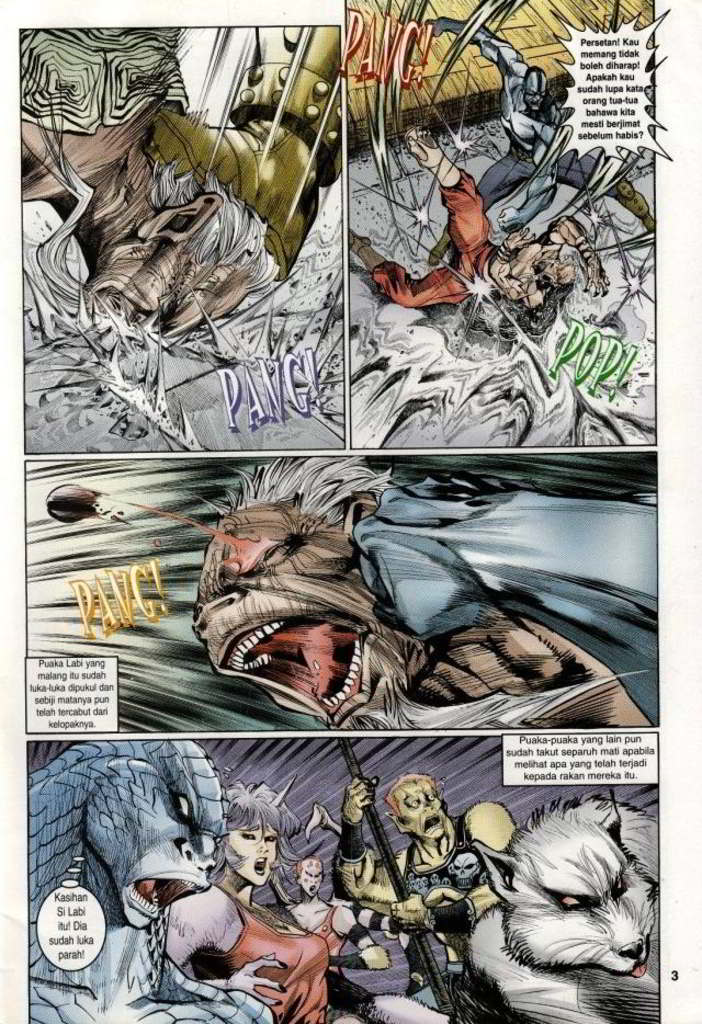 PANG!
PANG!
Persetan! Kau
memang tidak
boleh diharap!
Apakah kau
sudah lupa kata
orang tua-tua
bahawa kita
mesti berjimat
sebelum habis?
POP!
PANG!
Puaka Labi yang
malang itu sudah
luka-luka dipukul dan
sebiji matanya pun
telah tercabut dari
kelopaknya.
Puaka-puaka yang lain pun
sudah takut separuh mati apabila
melihat apa yang telah terjadi
kepada rakan mereka itu.
Kasihan
Si Labi
itu! Dia
sudah luka
parah!
3